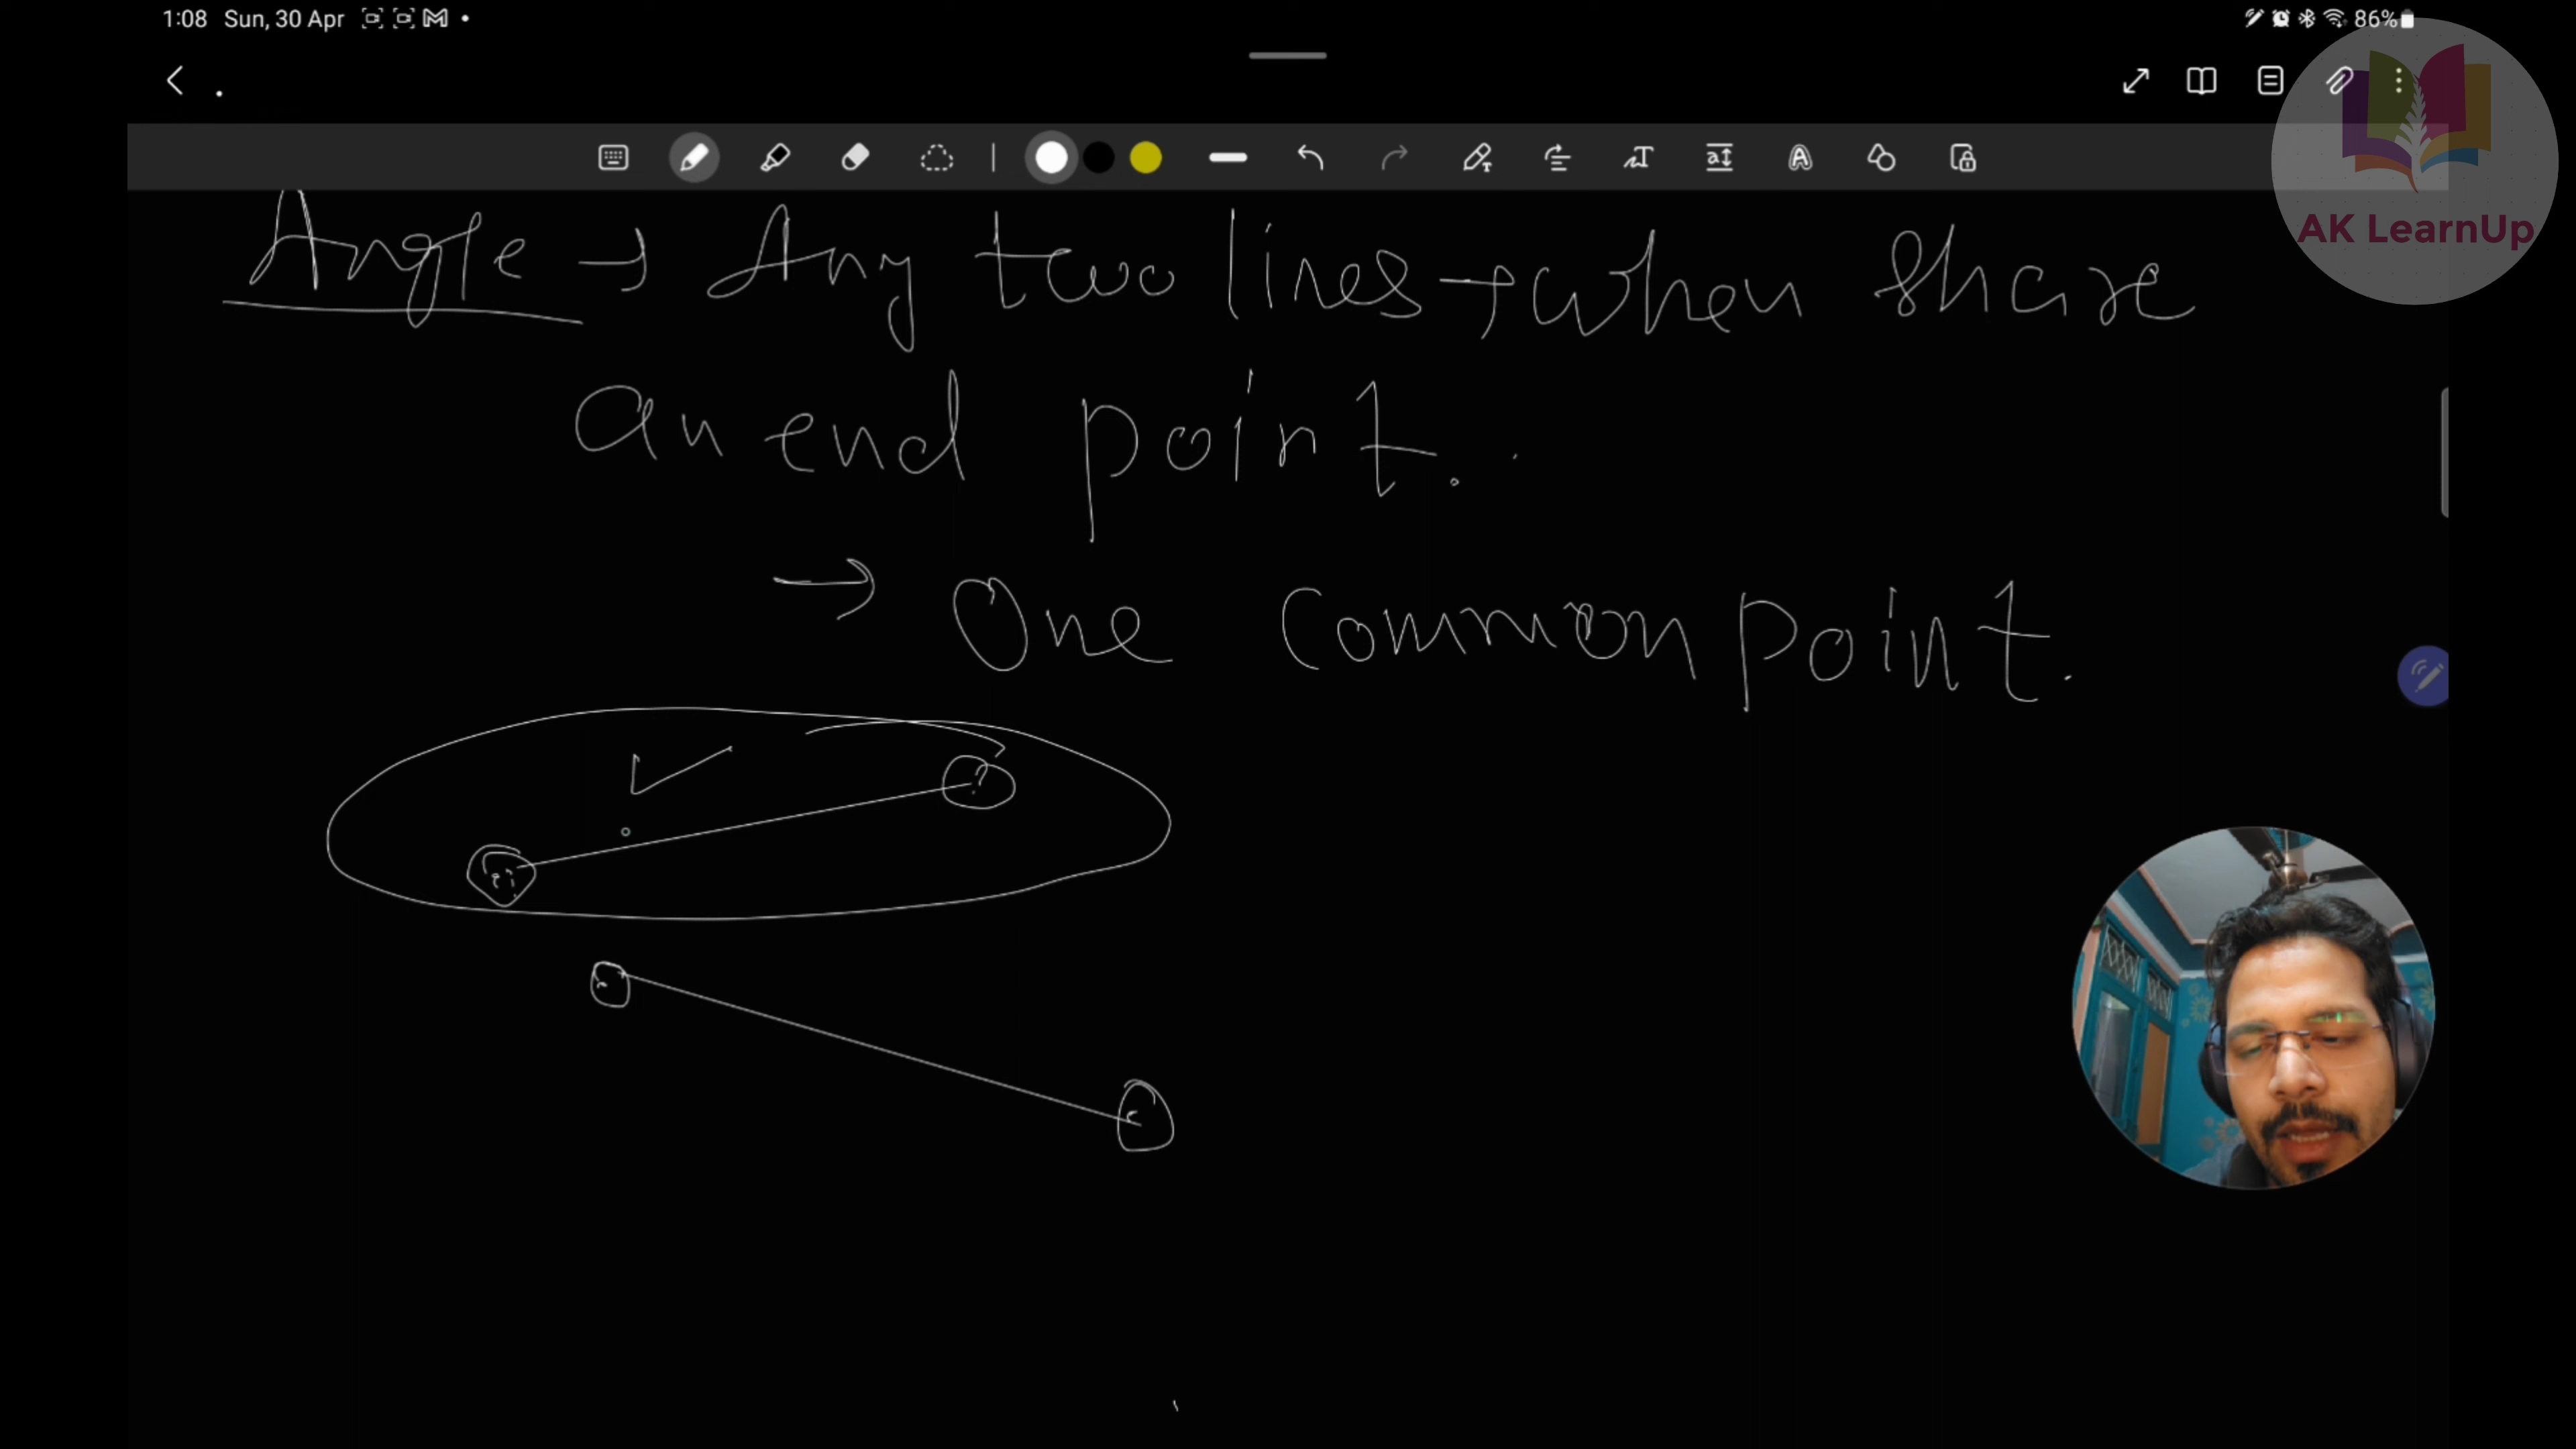 1:08 Sun, 30 Apr
86%
AK LearnUp
Angle → Any two lines → when share
an end point.
→ One common point.